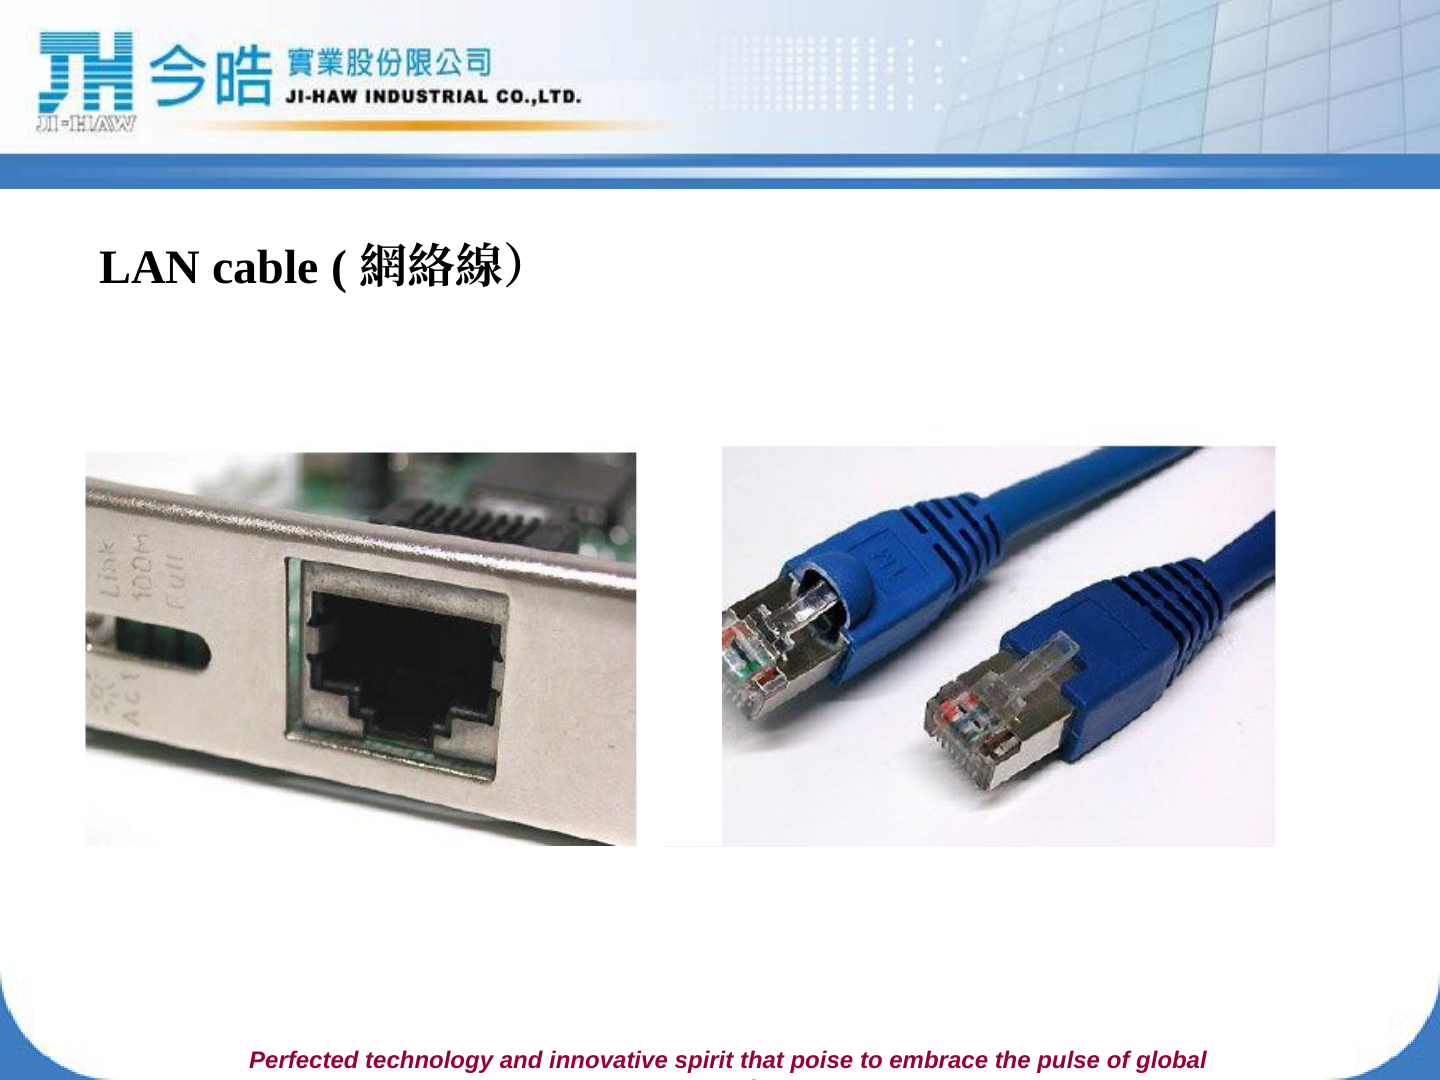 今皓 實業股份限公司
JI-HAW INDUSTRIAL CO.,LTD.
JI-HAW
LAN cable ( 網絡線）
Link
100M
Full
ACT
1M
Perfected technology and innovative spirit that poise to embrace the pulse of global